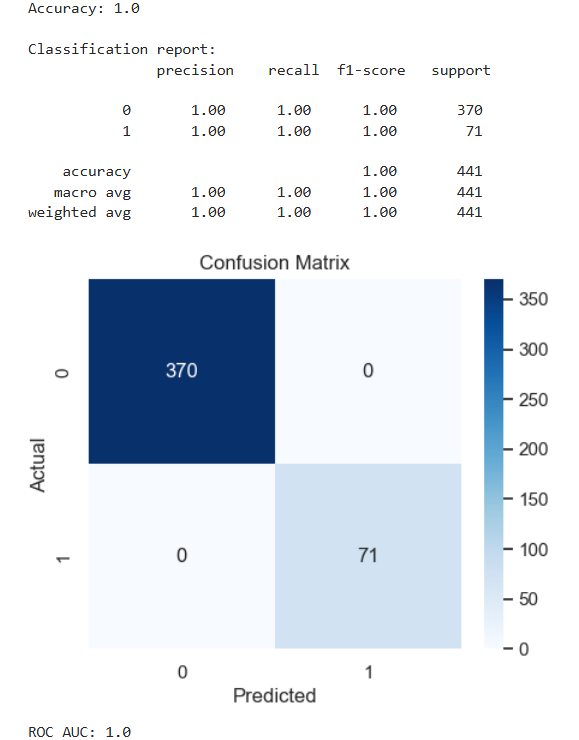 Accuracy: 1.0
Classification report:
precision recall f1-score support
0 1.00 1.00 1.00 370
1 1.00 1.00 1.00 71
accuracy 1.00 441
macro avg 1.00 1.00 1.00 441
weighted avg 1.00 1.00 1.00 441
Confusion Matrix
350
300
250
200
150
100
50
0
Actual
0
370 0
1
0 71
0 1
Predicted
ROC AUC: 1.0